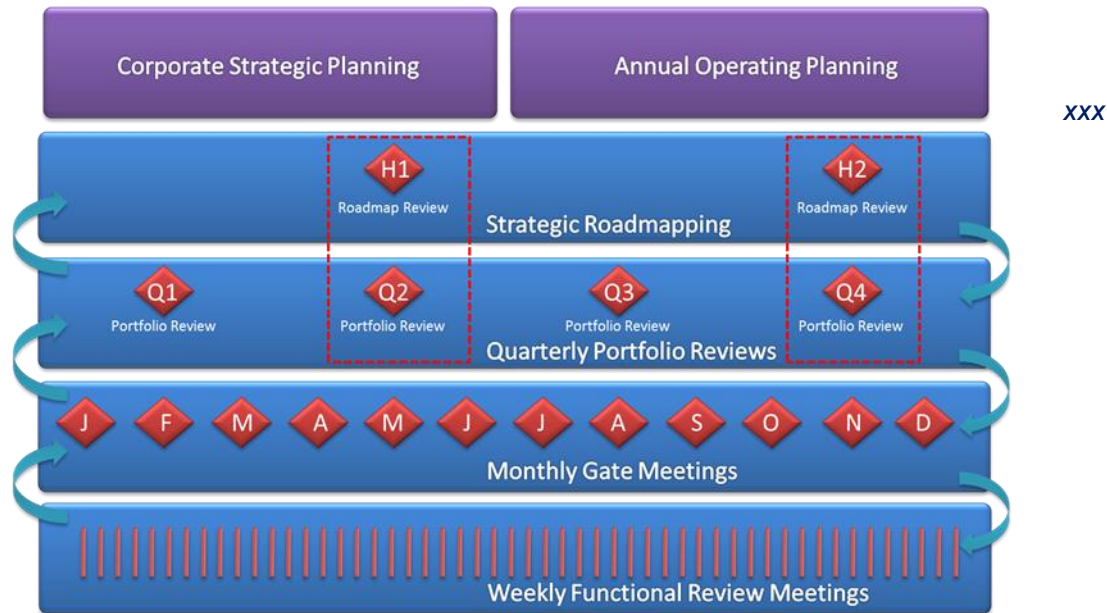 Corporate Strategic Planning
Annual Operating Planning
xxx
H1
H2
Roadmap Review
Roadmap Review
Strategic Roadmapping
Q1
Q2
Q3
Q4
Portfolio Review
Portfolio Review
Portfolio Review
Portfolio Review
Quarterly Portfolio Reviews
J F M A M J J A S O N D
Monthly Gate Meetings
Weekly Functional Review Meetings